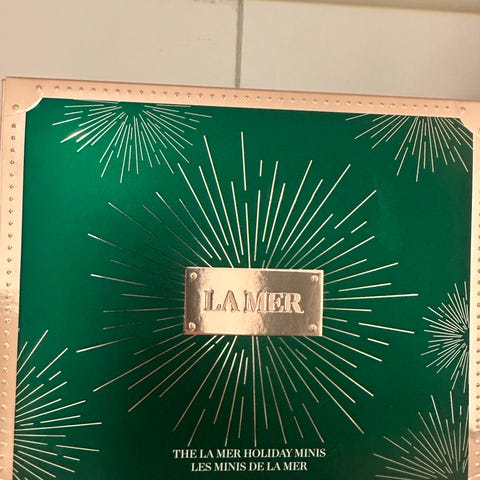 LA MER
THE LA MER HOLIDAY MINIS
LES MINIS DE LA MER